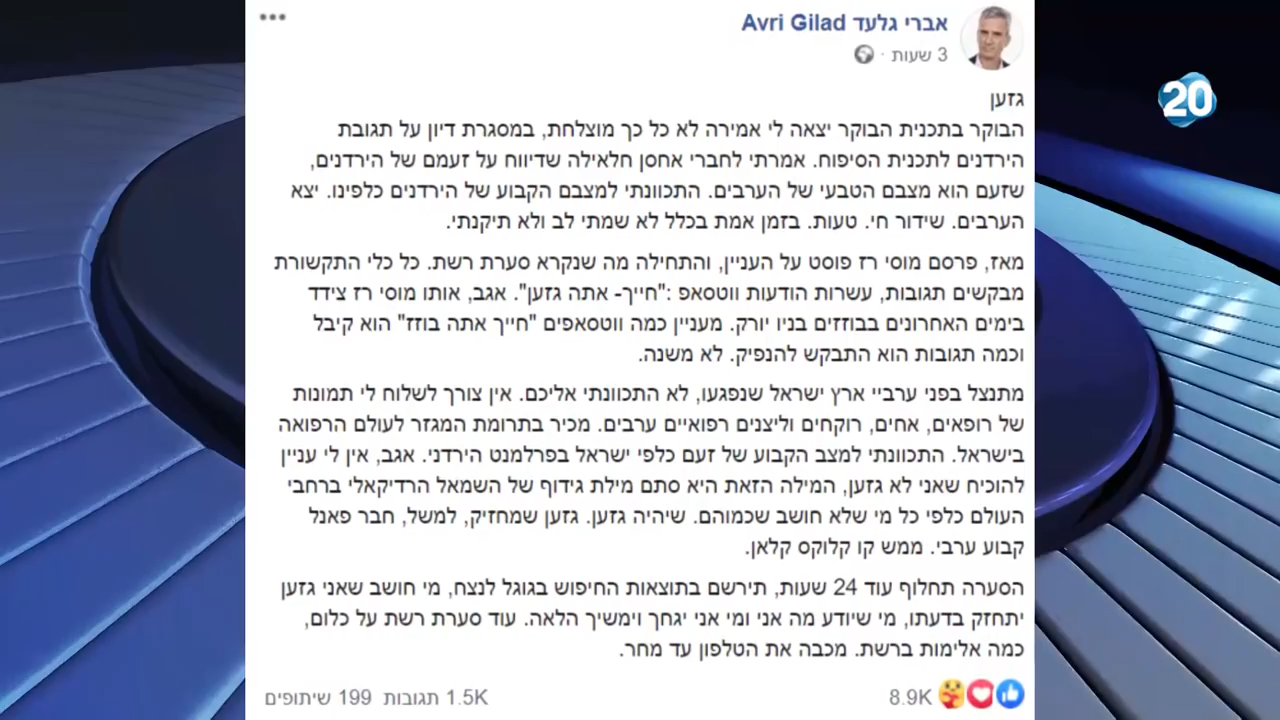 אברי גלעד Avri Gilad
3 שעות ·
20
גזען
הבוקר בתכנית הבוקר יצאה לי אמירה לא כל כך מוצלחת, במסגרת דיון על תגובת
הירדנים לתכנית הסיפוח. אמרתי לחברי אחסן חלאילה שדיווח על זעמם של הירדנים,
שזעם הוא מצבם הטבעי של הערבים. התכוונתי למצבם הקבוע של הירדנים כלפינו. יצא
הערבים. שידור חי. טעות. בזמן אמת בכלל לא שמתי לב ולא תיקנתי.
מאז, פרסם מוסי רז פוסט על העניין, והתחילה מה שנקרא סערת רשת. כל כלי התקשורת
מבקשים תגובות, עשרות הודעות ווטסאפ :"חייך- אתה גזען". אגב, אותו מוסי רז צידד
בימים האחרונים בבוזזים בניו יורק. מעניין כמה ווטסאפים "חייך אתה בוזז" הוא קיבל
וכמה תגובות הוא התבקש להנפיק. לא משנה.
מתנצל בפני ערביי ארץ ישראל שנפגעו, לא התכוונתי אליכם. אין צורך לשלוח לי תמונות
של רופאים, אחים, רוקחים וליצנים רפואיים ערבים. מכיר בתרומת המגזר לעולם הרפואה
בישראל. התכוונתי למצב הקבוע של זעם כלפי ישראל בפרלמנט הירדני. אגב, אין לי עניין
להוכיח שאני לא גזען, המילה הזאת היא סתם מילת גידוף של השמאל הרדיקאלי ברחבי
העולם כלפי כל מי שלא חושב שכמוהם. שיהיה גזען. גזען שמחזיק, למשל, חבר פאנל
קבוע ערבי. ממש קו קלוקס קלאן.
הסערה תחלוף עוד 24 שעות, תירשם בתוצאות החיפוש בגוגל לנצח, מי חושב שאני גזען
יתחזק בדעתו, מי שיודע מה אני ומי אני יגחך וימשיך הלאה. עוד סערת רשת על כלום,
כמה אלימות ברשת. מכבה את הטלפון עד מחר.
8.9K
1.5K תגובות 199 שיתופים